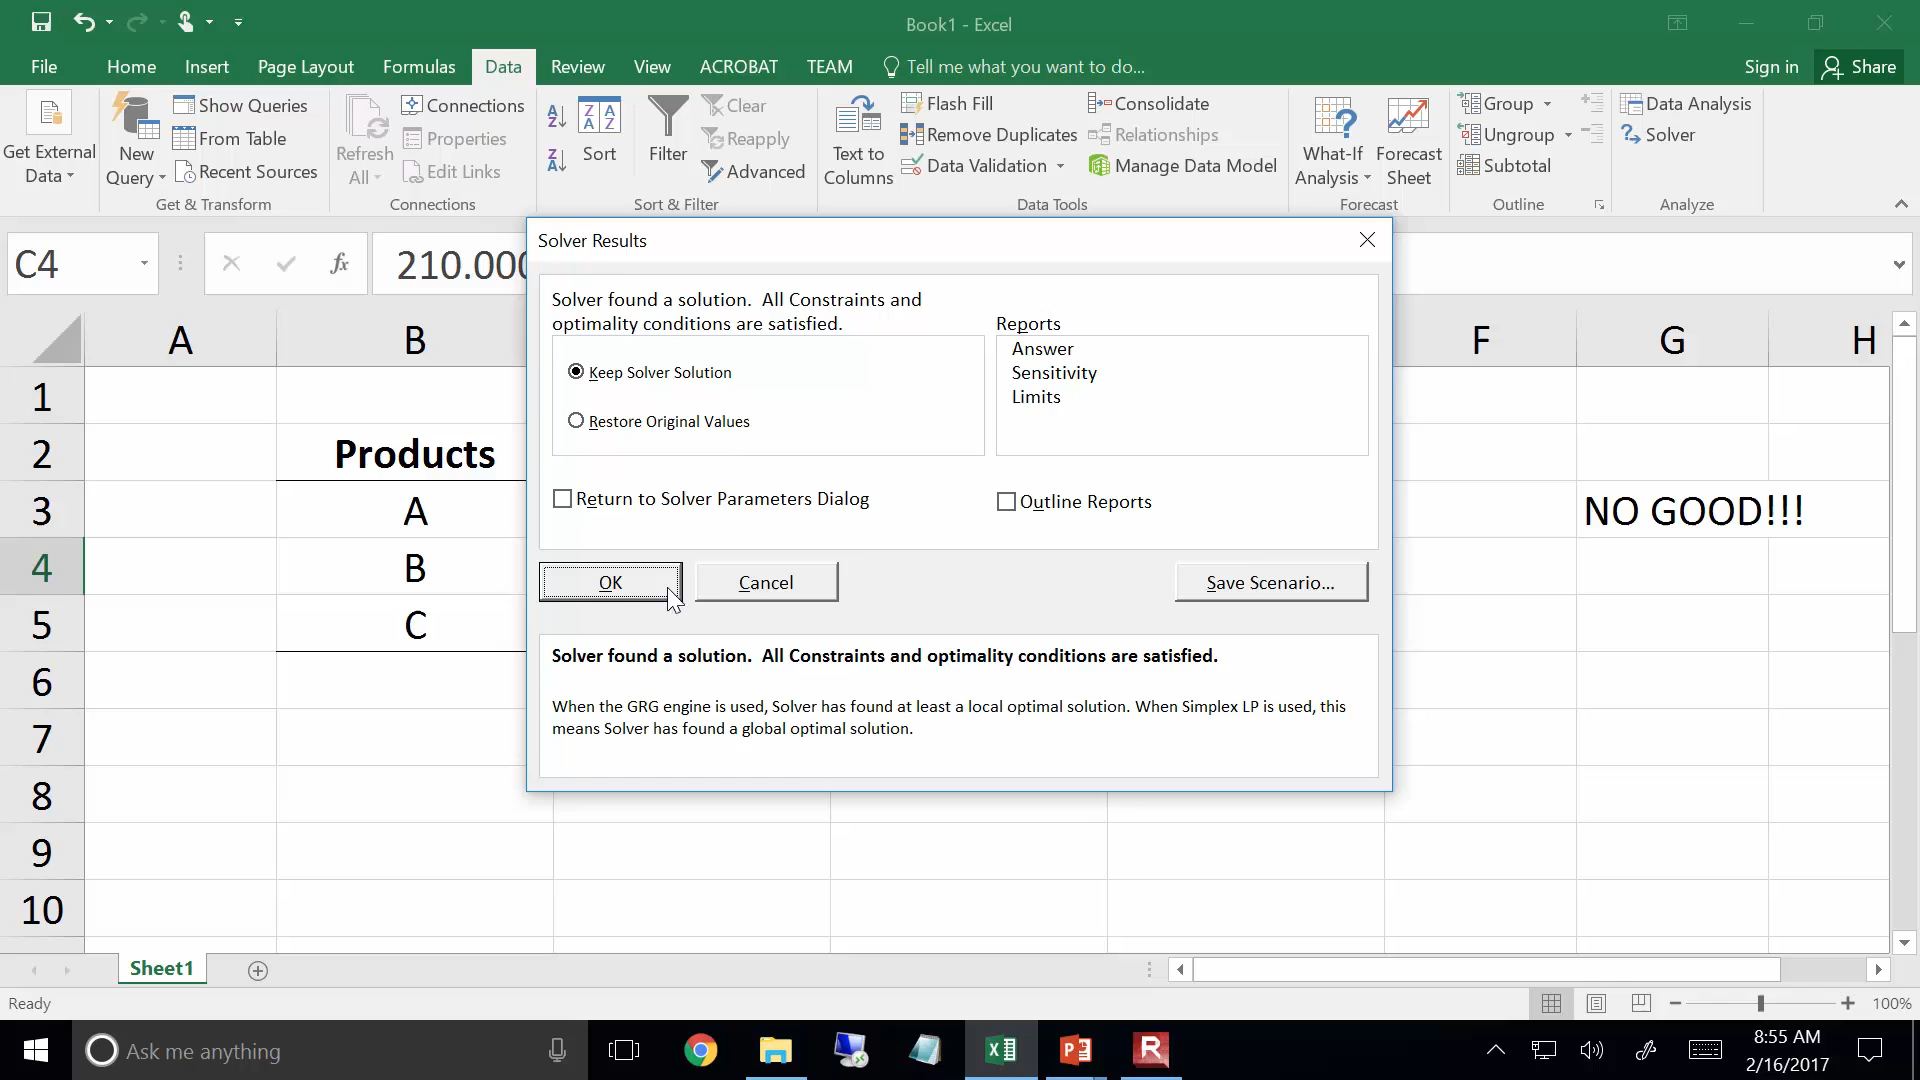 Book1 - Excel
File Home Insert Page Layout Formulas Data Review View ACROBAT TEAM Tell me what you want to do... Sign in Share
Get External Data
New Query
Show Queries
From Table
Recent Sources
Get & Transform
Refresh All
Connections
Properties
Edit Links
Connections
A Z
Z A
Z A A Z
Sort
Filter
Clear
Reapply
Advanced
Sort & Filter
Text to Columns
Flash Fill
Remove Duplicates
Data Validation
Consolidate
Relationships
Manage Data Model
Data Tools
What-If Analysis
Forecast Sheet
Forecast
Group
Ungroup
Subtotal
Outline
Data Analysis
Solver
Analyze
C4
fx
210.000
Solver Results
Solver found a solution. All Constraints and
optimality conditions are satisfied.
Keep Solver Solution
Restore Original Values
Reports
Answer
Sensitivity
Limits
Return to Solver Parameters Dialog
Outline Reports
OK Cancel Save Scenario...
Solver found a solution. All Constraints and optimality conditions are satisfied.
When the GRG engine is used, Solver has found at least a local optimal solution. When Simplex LP is used, this
means Solver has found a global optimal solution.
A B F G H
1
2 Products
3 A NO GOOD!!!
4 B
5 C
6
7
8
9
10
Sheet1
Ready
100%
Ask me anything
8:55 AM
2/16/2017